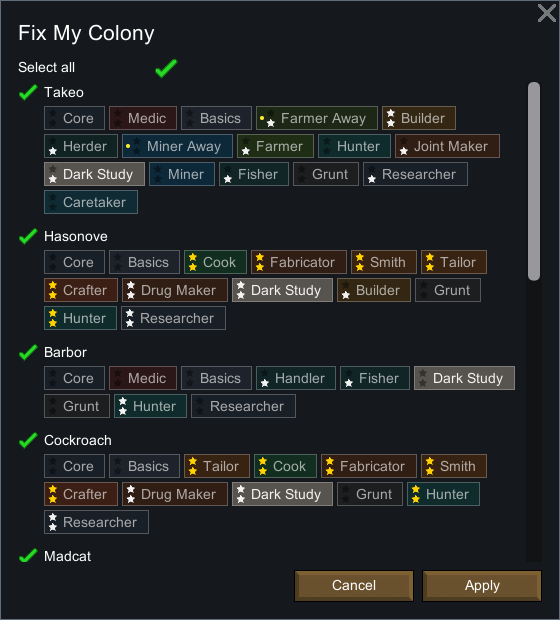 Fix My Colony
Select all
Takeo
Core Medic Basics Farmer Away Builder
Herder Miner Away Farmer Hunter Joint Maker
Dark Study Miner Fisher Grunt Researcher
Caretaker
Hasonove
Core Basics Cook Fabricator Smith Tailor
Crafter Drug Maker Dark Study Builder Grunt
Hunter Researcher
Barbor
Core Medic Basics Handler Fisher Dark Study
Grunt Hunter Researcher
Cockroach
Core Basics Tailor Cook Fabricator Smith
Crafter Drug Maker Dark Study Grunt Hunter
Researcher
Madcat
Cancel Apply